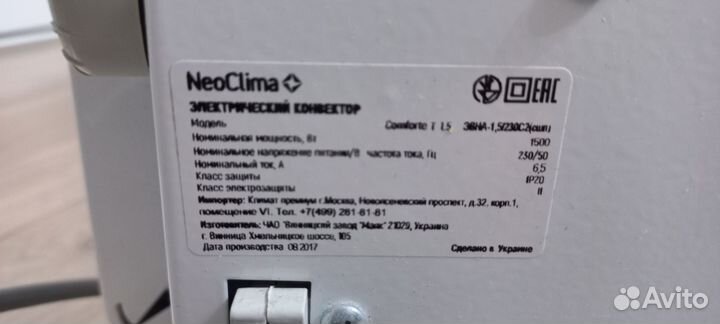 NeoClima
EAC
ЭЛЕКТРИЧЕСКИЙ КОНВЕКТОР
Модель Comforte T 1.5 ЭВНА-1,5/230С2(сшп)
Номинальная мощность, Вт 1500
Номинальное напряжение питания/В частота тока, Гц 230/50
Номинальный ток, А 6,5
Класс защиты IP20
Класс электрозащиты II
Импортер: Климат премиум г.Москва, Новоясеневский проспект, д.32. корп.1,
помещение VI. Тел. +7(499) 281-81-81
Изготовитель: ЧАО "Винницкий завод "Маяк" 21029, Украина
г. Винница Хмельницкое шоссе, 105
Дата производства 08.2017 Сделано в Украине
Avito